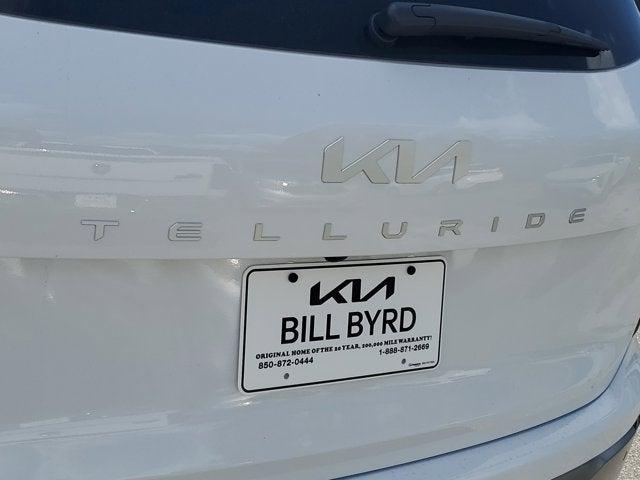 KIA
TELLURIDE
KIA
BILL BYRD
ORIGINAL HOME OF THE 20 YEAR, 200,000 MILE WARRANTY!
850-872-0444 1-888-871-2669